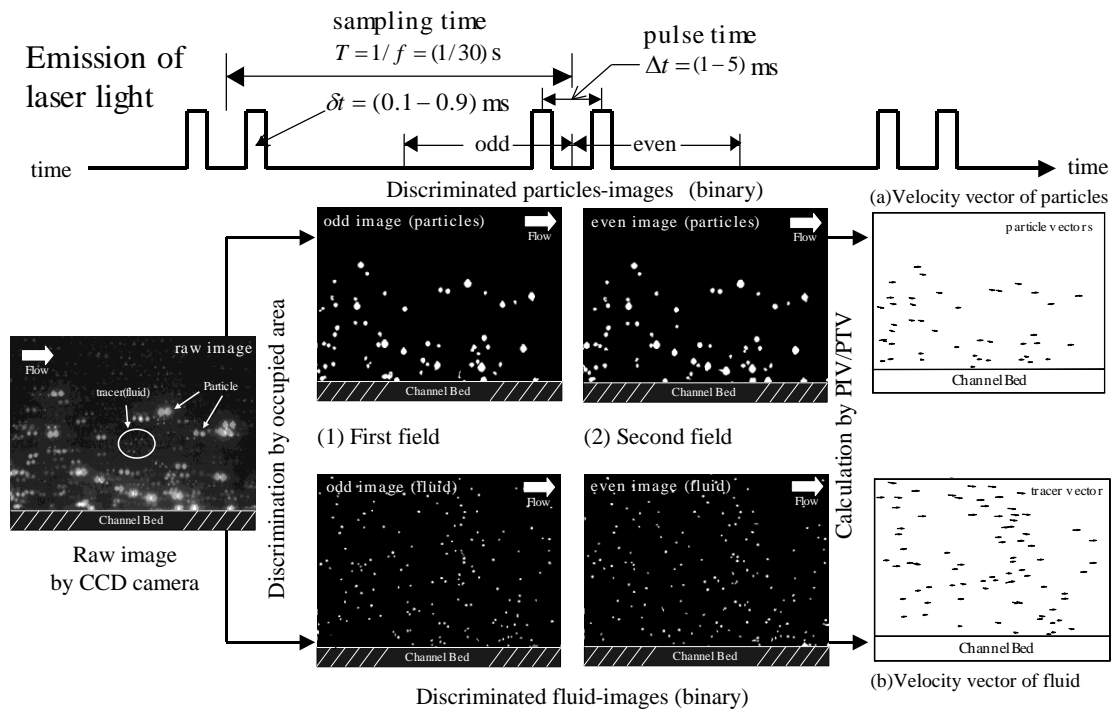 sampling time
T = 1/ f = (1/30) s
pulse time
Δt = (1−5) ms
Emission of
laser light
δt = (0.1−0.9) ms
odd
even
time
time
Discriminated particles-images (binary)
(a)Velocity vector of particles
odd image (particles)
Flow
even image (particles)
Flow
particle vectors
Channel Bed
Channel Bed
Channel Bed
raw image
Flow
tracer(fluid)
Particle
Channel Bed
Raw image
by CCD camera
Discrimination by occupied area
(1) First field
(2) Second field
Calculation by PIV/PTV
odd image (fluid)
Flow
even image (fluid)
Flow
tracer vector
Channel Bed
Channel Bed
Channel Bed
(b)Velocity vector of fluid
Discriminated fluid-images (binary)